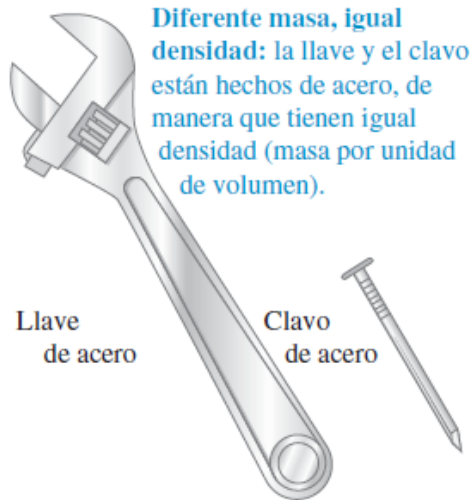 Diferente masa, igual
densidad: la llave y el clavo
están hechos de acero, de
manera que tienen igual
densidad (masa por unidad
de volumen).
Llave
de acero
Clavo
de acero